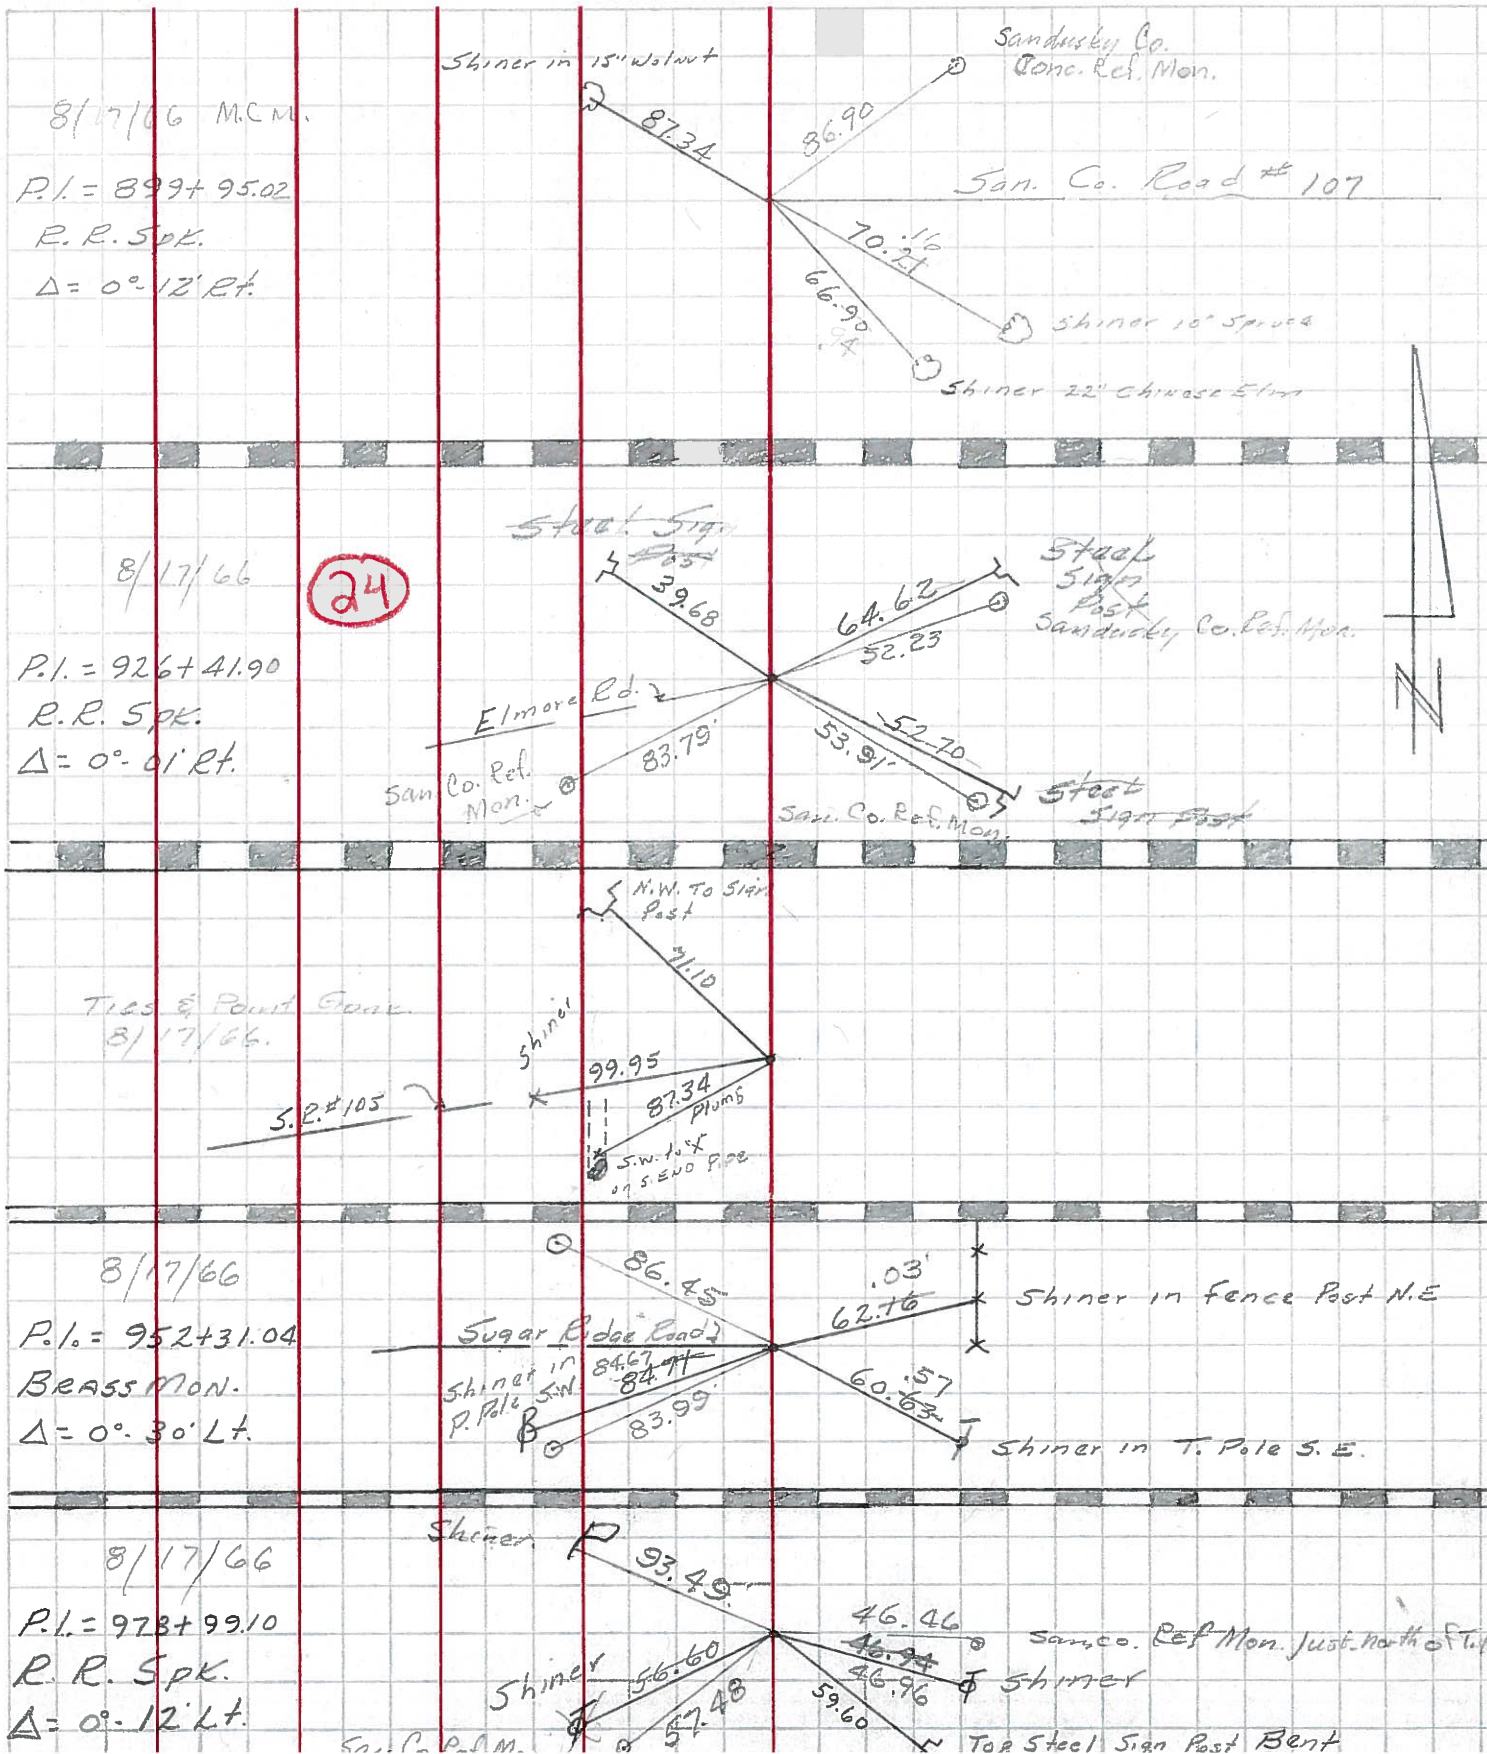 Shiner in 15" Walnut
Sandusky Co.
Conc. Ref. Mon.
8/17/66 M.C.M.
87.34
86.90
P.I. = 899+95.02
San. Co. Road # 107
R.R. Spk.
.16
70.21
Δ = 0°-12' Rt.
66.90
.94
Shiner 10" Spruce
Shiner 22" Chinese Elm
Steel Sign
Post
8/17/66
24
39.68
64.62
Steel
Sign
Post
52.23
Sandusky Co. Ref. Mon.
P.I. = 926+41.90
R.R. Spk.
Elmore Rd.
Δ = 0°-01' Rt.
83.79'
52.70
53.91'
San. Co. Ref.
Mon.
San. Co. Ref. Mon.
Steel
Sign Post
N
N.W. To Sign
Post
71.10
Ties & Point Gone.
8/17/66.
Shiner
99.95
87.34
Plumb
S.R. #105
S.W. to "X"
on S. END Pipe
8/17/66
86.45
.03'
62.16
Shiner in Fence Post N.E
P.I. = 952+31.04
Sugar Ridge Road
BRASS MON.
Shiner in
P. Pole S.W.
84.67
84.71
83.99'
.57
60.63
Δ = 0°-30' Lt.
Shiner in T. Pole S.E.
Shiner
8/17/66
93.49
P.I. = 978+99.10
46.46
San. co. Ref Mon. Just north of T.
46.94
46.96
Shiner
R.R. Spk.
Shiner
56.60
57.48
59.60
Δ = 0°-12' Lt.
San. Co. Ref. M.
Top Steel Sign Post Bent